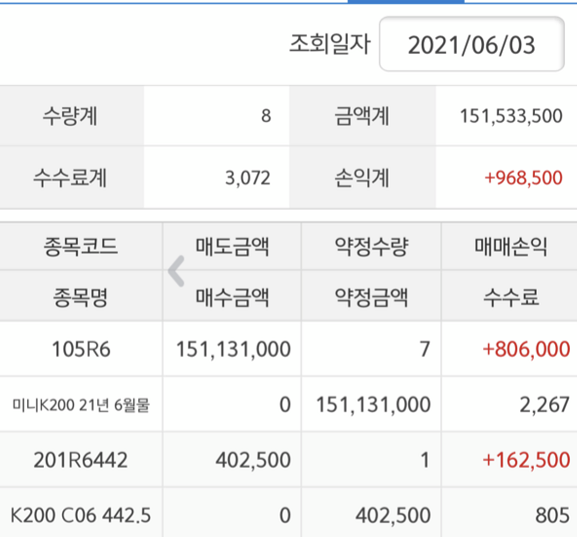 조회일자 2021/06/03
수량계 8 금액계 151,533,500
수수료계 3,072 손익계 +968,500
종목코드 매도금액 약정수량 매매손익
종목명 매수금액 약정금액 수수료
105R6 151,131,000 7 +806,000
미니K200 21년 6월물 0 151,131,000 2,267
201R6442 402,500 1 +162,500
K200 C06 442.5 0 402,500 805